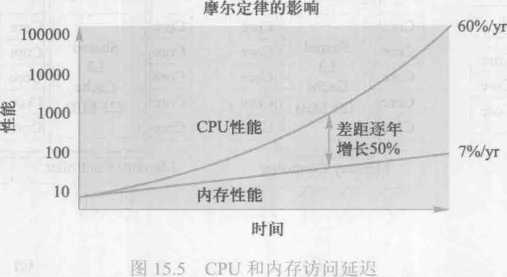 摩尔定律的影响
100000
10000
1000
100
10
性能
60%/yr
CPU性能
差距逐年
增长50%
7%/yr
内存性能
时间
图 15.5 CPU 和内存访问延迟